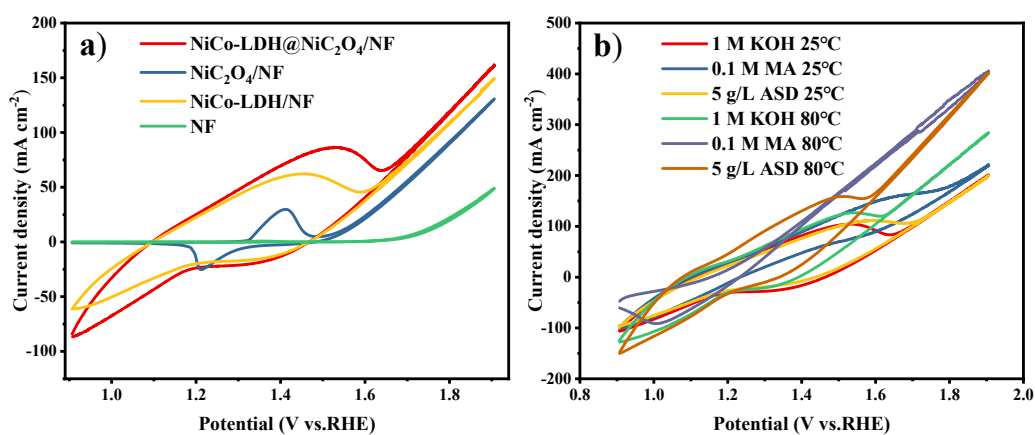 a)
NiCo-LDH@NiC₂O₄/NF
NiC₂O₄/NF
NiCo-LDH/NF
NF
200
150
100
50
0
-50
-100
Current density (mA cm⁻²)
1.0
1.2
1.4
1.6
1.8
Potential (V vs.RHE)
b)
1 M KOH 25℃
0.1 M MA 25℃
5 g/L ASD 25℃
1 M KOH 80℃
0.1 M MA 80℃
5 g/L ASD 80℃
500
400
300
200
100
0
-100
-200
Current density (mA cm⁻²)
0.8
1.0
1.2
1.4
1.6
1.8
2.0
Potential (V vs.RHE)